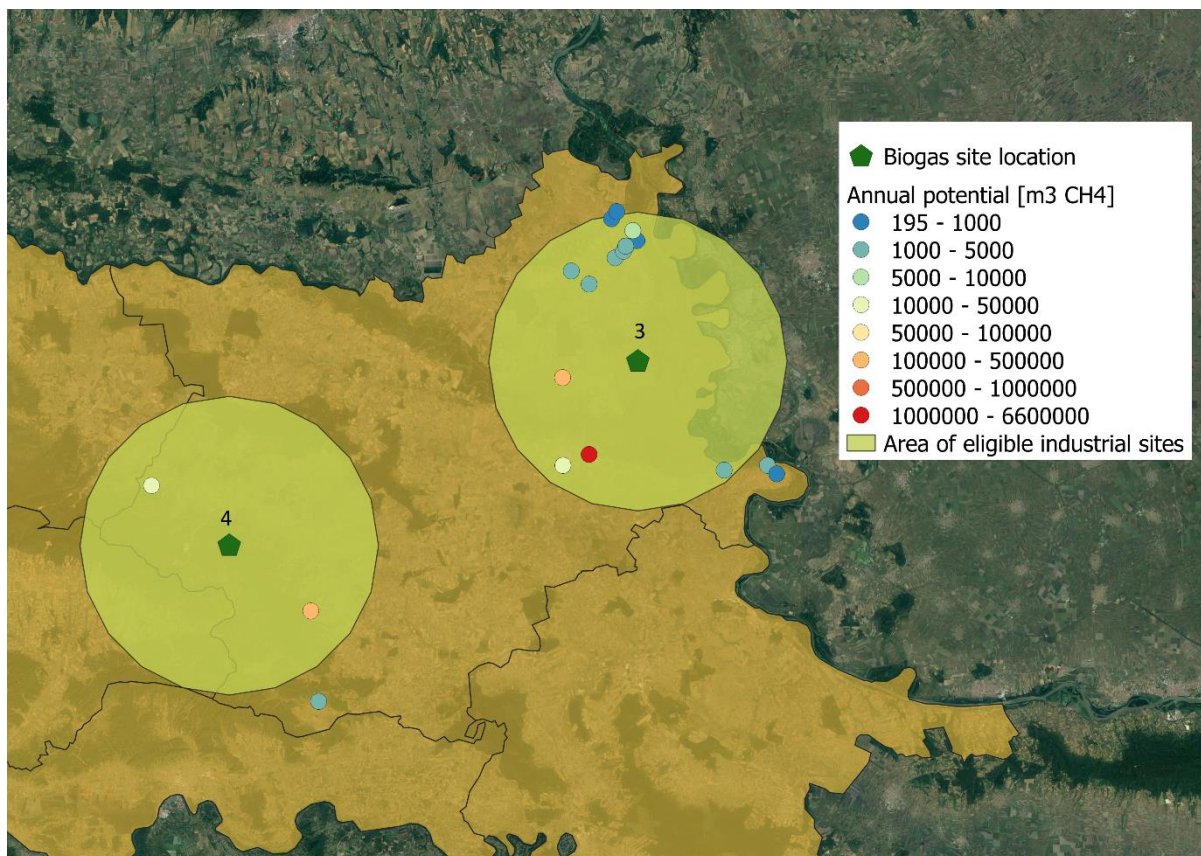 Biogas site location
Annual potential [m3 CH4]
195 - 1000
1000 - 5000
5000 - 10000
10000 - 50000
50000 - 100000
100000 - 500000
500000 - 1000000
1000000 - 6600000
Area of eligible industrial sites
3
4